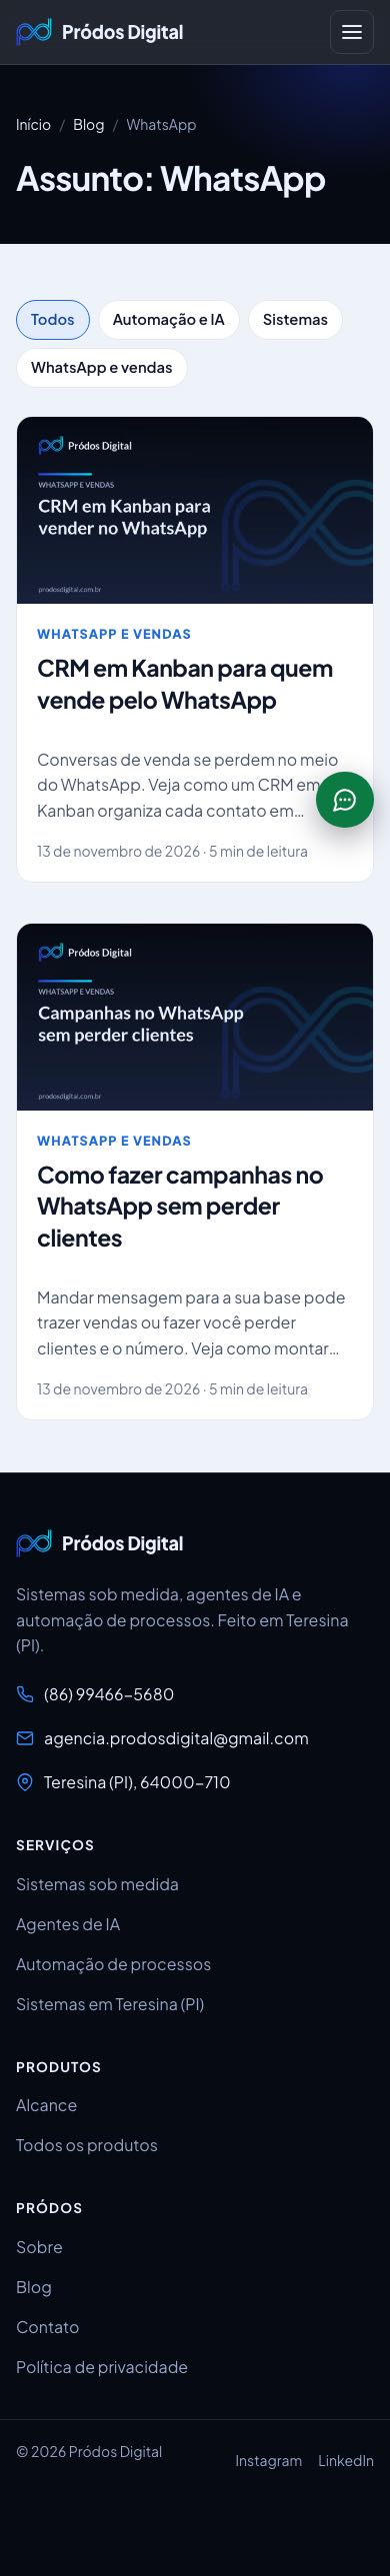 Pródos Digital
Início / Blog / WhatsApp
Assunto: WhatsApp
Todos
Automação e IA
Sistemas
WhatsApp e vendas
Pródos Digital
WHATSAPP E VENDAS
CRM em Kanban para
vender no WhatsApp
prodosdigital.com.br
WHATSAPP E VENDAS
CRM em Kanban para quem
vende pelo WhatsApp
Conversas de venda se perdem no meio
do WhatsApp. Veja como um CRM em
Kanban organiza cada contato em…
13 de novembro de 2026 · 5 min de leitura
Pródos Digital
WHATSAPP E VENDAS
Campanhas no WhatsApp
sem perder clientes
prodosdigital.com.br
WHATSAPP E VENDAS
Como fazer campanhas no
WhatsApp sem perder
clientes
Mandar mensagem para a sua base pode
trazer vendas ou fazer você perder
clientes e o número. Veja como montar…
13 de novembro de 2026 · 5 min de leitura
Pródos Digital
Sistemas sob medida, agentes de IA e
automação de processos. Feito em Teresina
(PI).
(86) 99466-5680
agencia.prodosdigital@gmail.com
Teresina (PI), 64000-710
SERVIÇOS
Sistemas sob medida
Agentes de IA
Automação de processos
Sistemas em Teresina (PI)
PRODUTOS
Alcance
Todos os produtos
PRÓDOS
Sobre
Blog
Contato
Política de privacidade
© 2026 Pródos Digital
Instagram LinkedIn